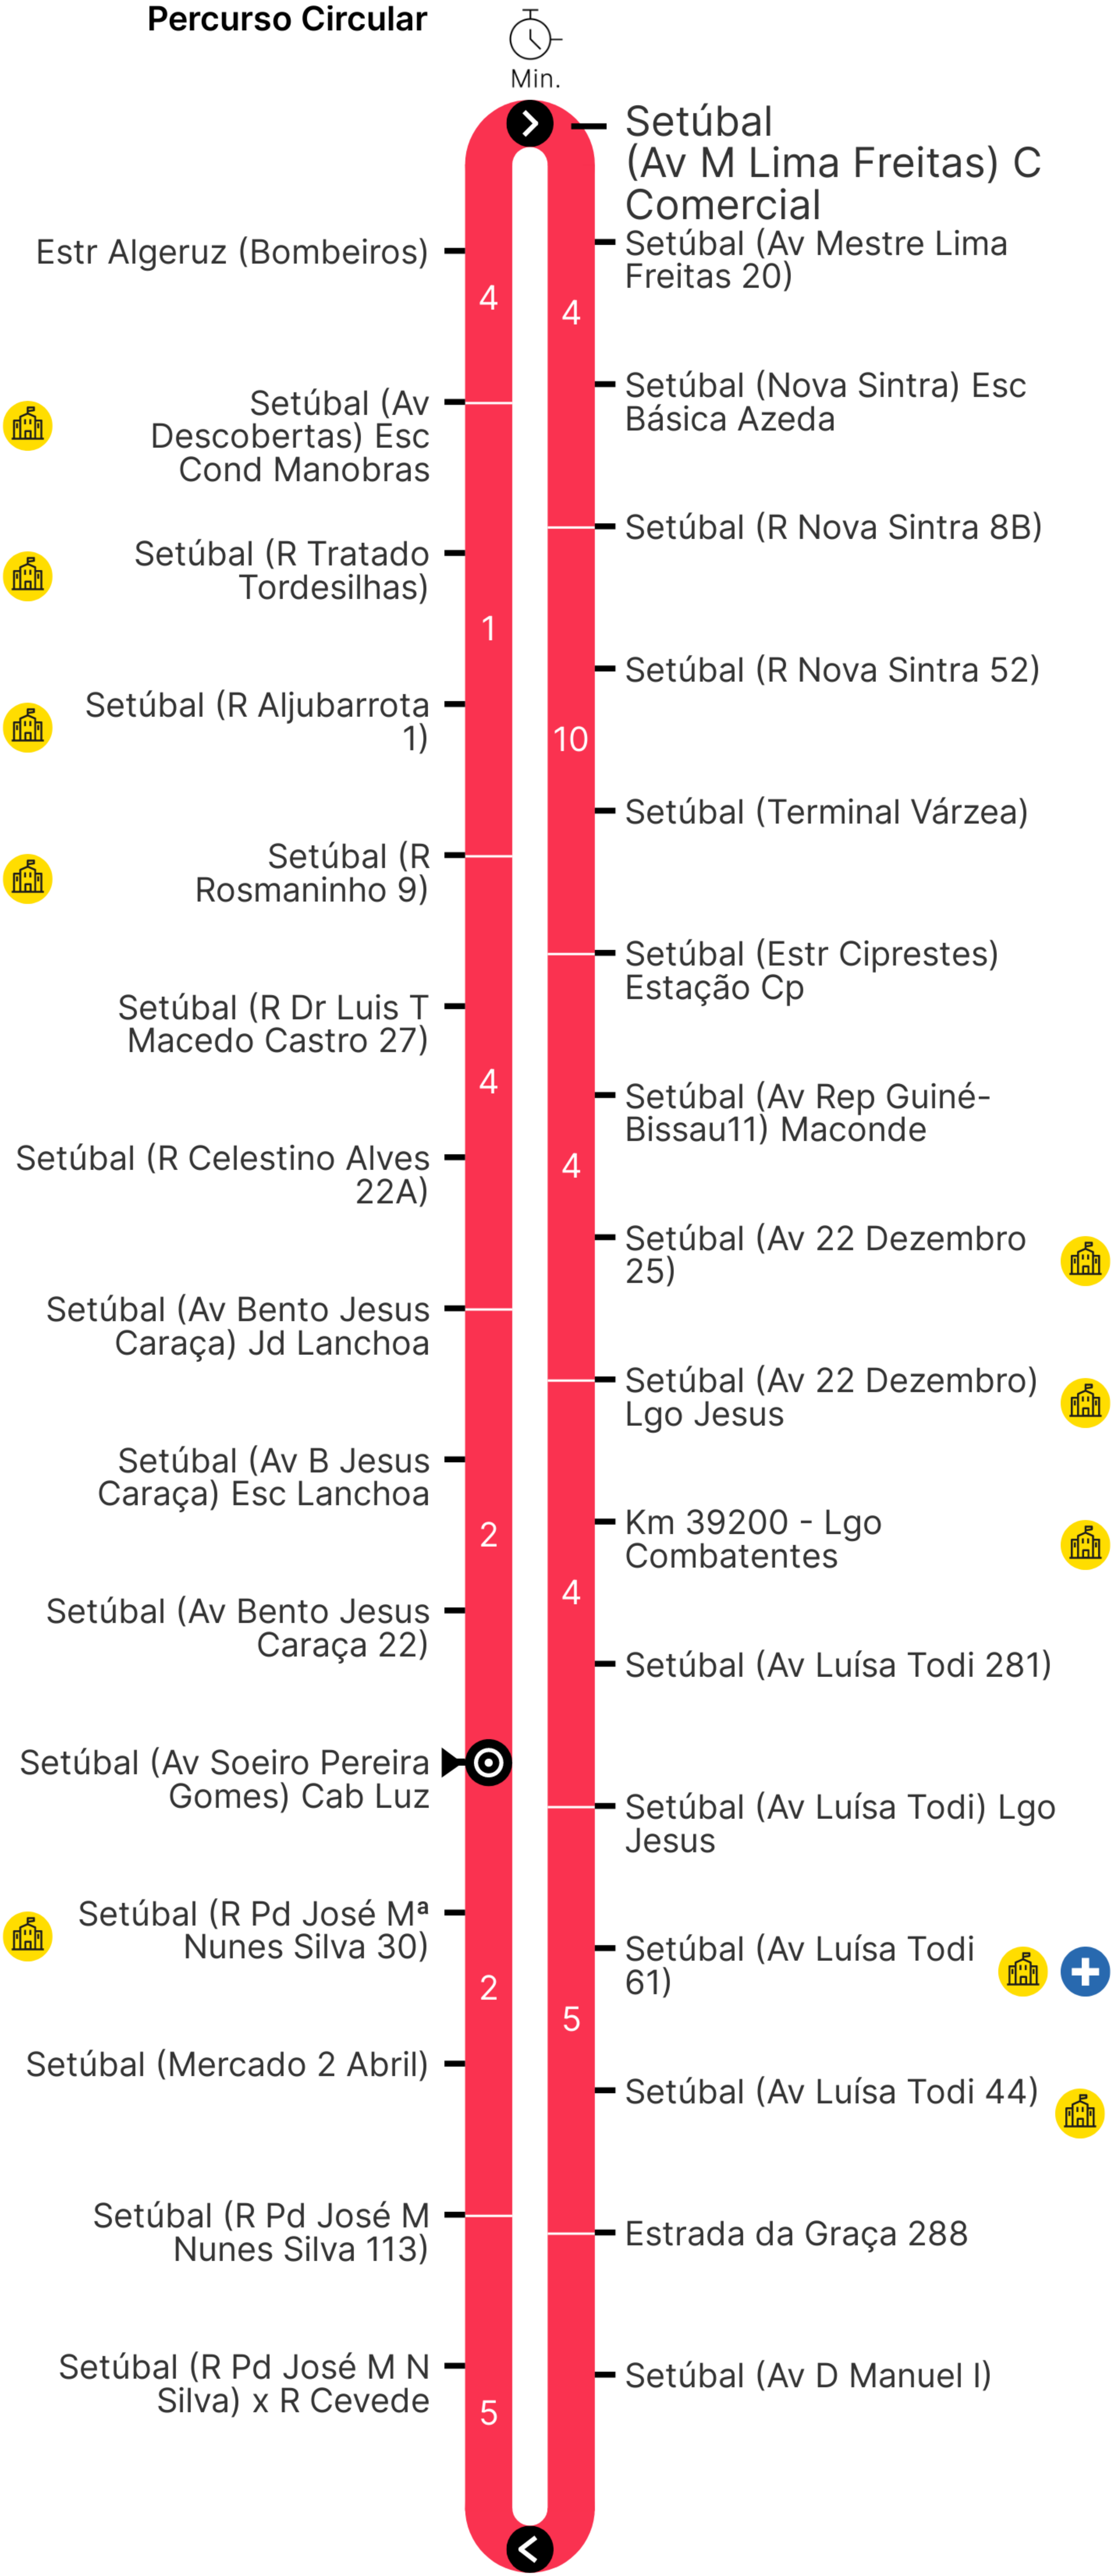 Percurso Circular
Min.
Setúbal
(Av M Lima Freitas) C
Comercial
Setúbal (Av Mestre Lima
Freitas 20)
4
Setúbal (Nova Sintra) Esc
Básica Azeda
Setúbal (R Nova Sintra 8B)
Setúbal (R Nova Sintra 52)
10
Setúbal (Terminal Várzea)
Setúbal (Estr Ciprestes)
Estação Cp
Setúbal (Av Rep Guiné-
Bissau11) Maconde
4
Setúbal (Av 22 Dezembro
25)
Setúbal (Av 22 Dezembro)
Lgo Jesus
Km 39200 - Lgo
Combatentes
4
Setúbal (Av Luísa Todi 281)
Setúbal (Av Luísa Todi) Lgo
Jesus
Setúbal (Av Luísa Todi
61)
5
Setúbal (Av Luísa Todi 44)
Estrada da Graça 288
Setúbal (Av D Manuel I)
Estr Algeruz (Bombeiros)
4
Setúbal (Av
Descobertas) Esc
Cond Manobras
Setúbal (R Tratado
Tordesilhas)
1
Setúbal (R Aljubarrota
1)
Setúbal (R
Rosmaninho 9)
Setúbal (R Dr Luis T
Macedo Castro 27)
4
Setúbal (R Celestino Alves
22A)
Setúbal (Av Bento Jesus
Caraça) Jd Lanchoa
Setúbal (Av B Jesus
Caraça) Esc Lanchoa
2
Setúbal (Av Bento Jesus
Caraça 22)
Setúbal (Av Soeiro Pereira
Gomes) Cab Luz
Setúbal (R Pd José Mª
Nunes Silva 30)
2
Setúbal (Mercado 2 Abril)
Setúbal (R Pd José M
Nunes Silva 113)
Setúbal (R Pd José M N
Silva) x R Cevede
5